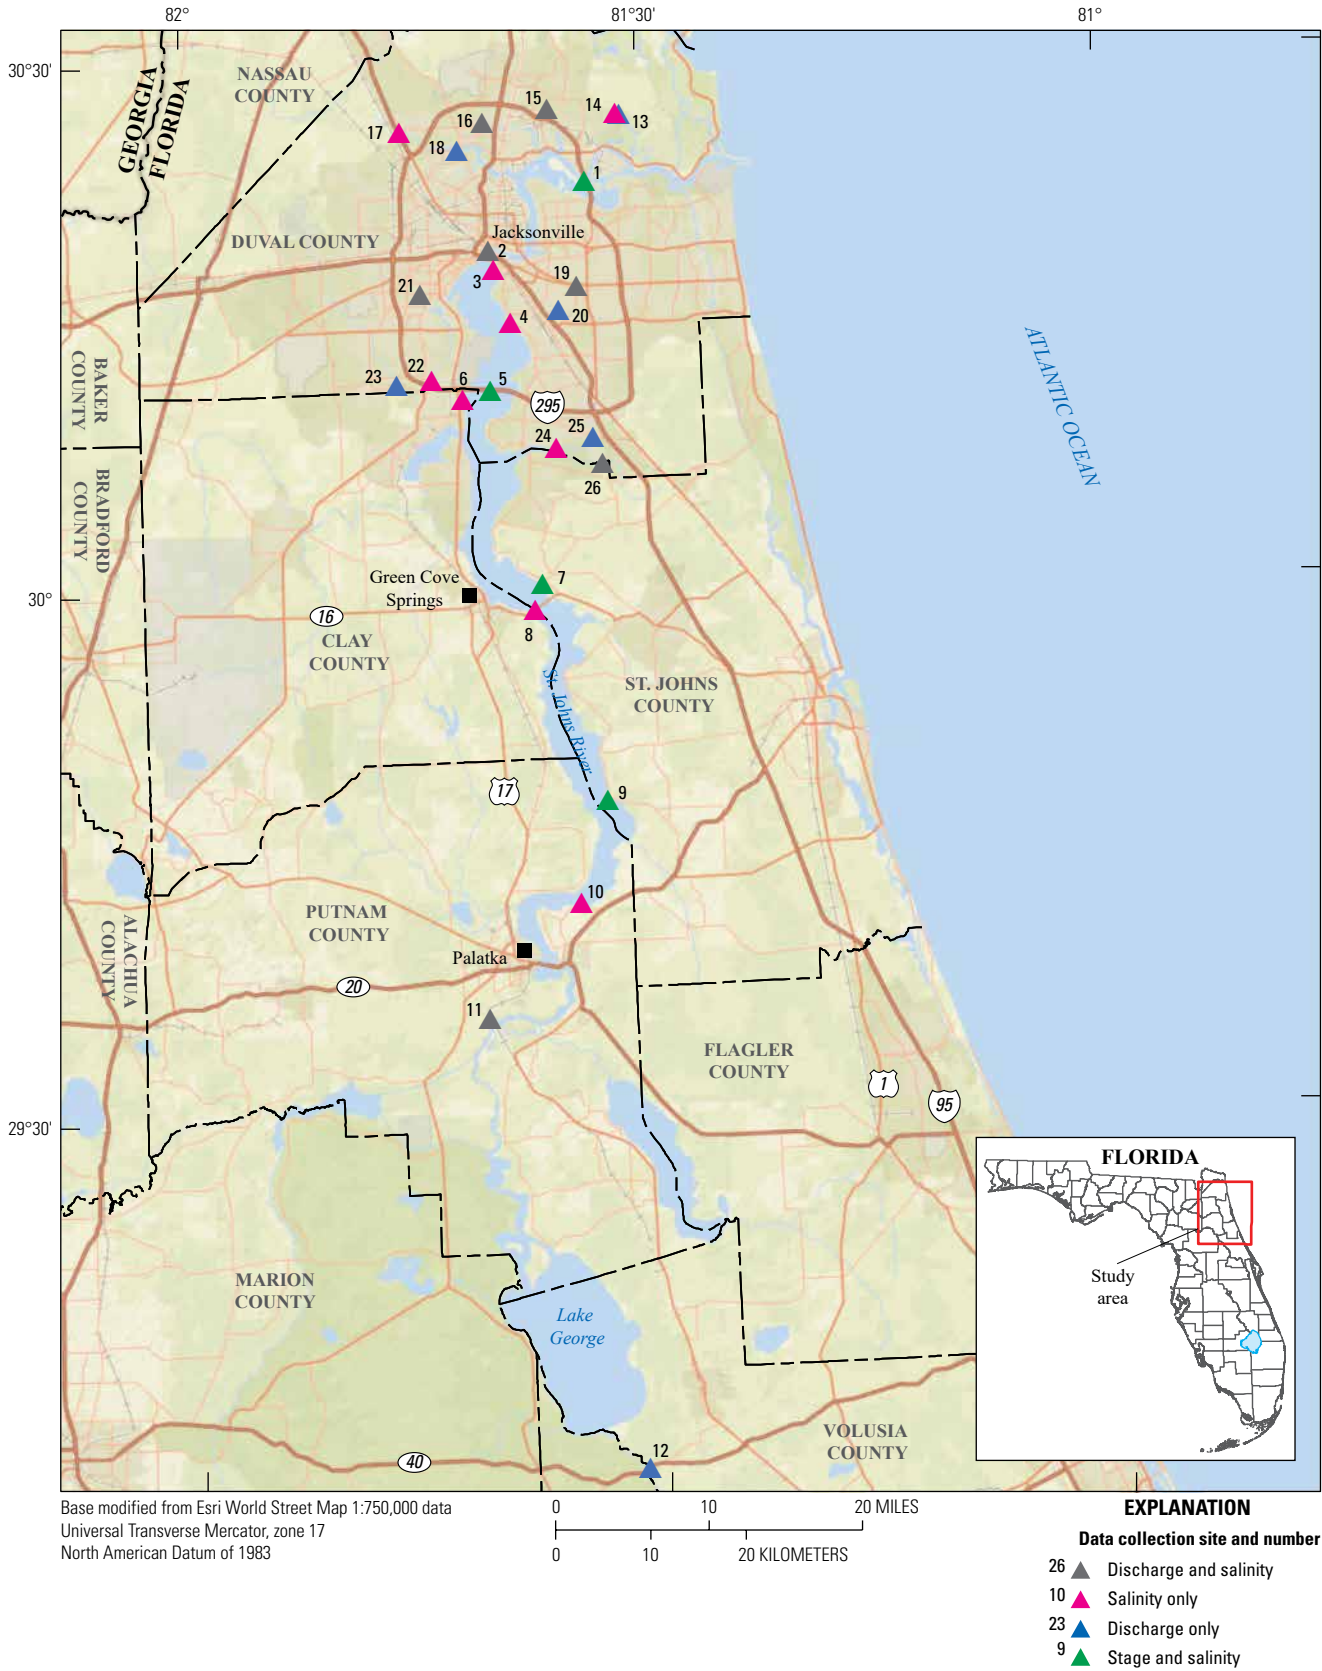 82°
81°30'
81°
30°30'
NASSAU
COUNTY
GEORGIA
FLORIDA
15
14
13
16
17
18
1
DUVAL COUNTY
Jacksonville
2
3
19
21
20
4
BAKER
COUNTY
23
22
6
5
295
25
24
26
ATLANTIC OCEAN
BRADFORD
COUNTY
Green Cove
Springs
7
30°
16
8
CLAY
COUNTY
St. Johns River
ST. JOHNS
COUNTY
17
9
10
PUTNAM
COUNTY
ALACHUA
COUNTY
Palatka
20
11
FLAGLER
COUNTY
1
95
29°30'
FLORIDA
Study
area
MARION
COUNTY
Lake
George
VOLUSIA
COUNTY
40
12
Base modified from Esri World Street Map 1:750,000 data
Universal Transverse Mercator, zone 17
North American Datum of 1983
0 10 20 MILES
0 10 20 KILOMETERS
EXPLANATION
Data collection site and number
26 Discharge and salinity
10 Salinity only
23 Discharge only
9 Stage and salinity